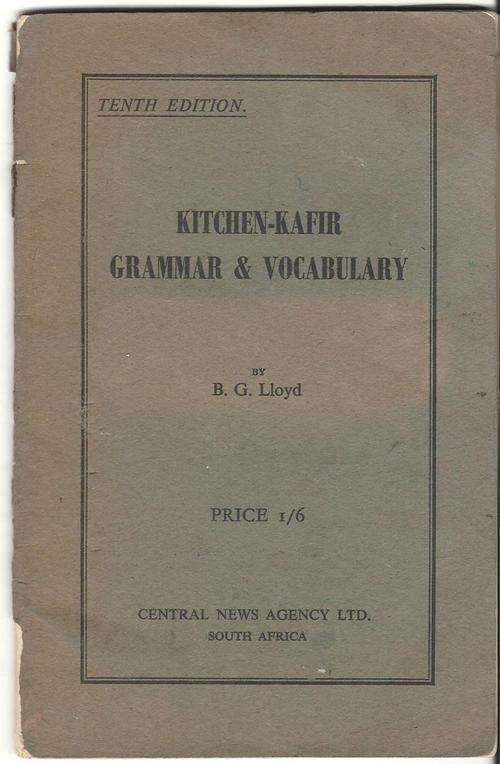 TENTH EDITION.
KITCHEN-KAFIR
GRAMMAR & VOCABULARY
BY
B. G. Lloyd
PRICE 1/6
CENTRAL NEWS AGENCY LTD.
SOUTH AFRICA